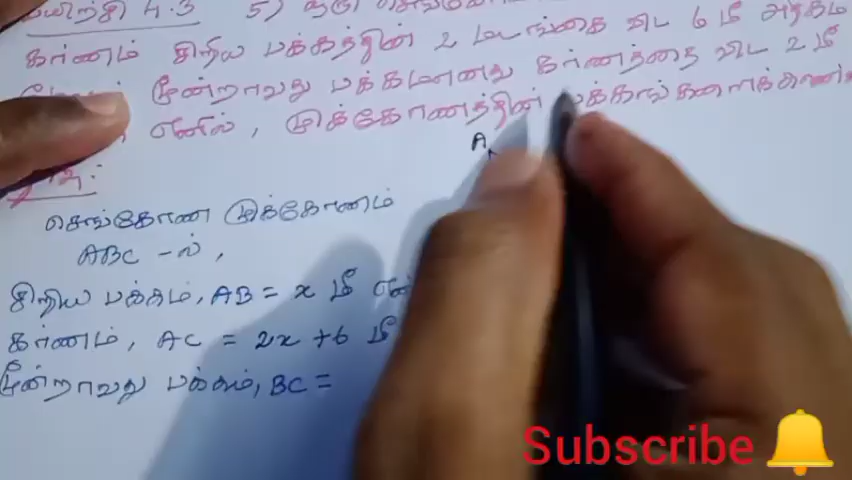 பயிற்சி 4.3 5) ஒரு
கர்ணம் சிறிய பக்கத்தின் 2 மடங்கை விட 6 மீ அதிகம்
மூன்றாவது பக்கமானது கர்ணத்தை விட 2 மீ
எனில், முக்கோணத்தின் பக்கங்களைக்காண்க
A
செங்கோண முக்கோணம்
ABC -ல்,
சிறிய பக்கம், AB = x மீ
கர்ணம், AC = 2x + 6 மீ
மூன்றாவது பக்கம், BC =
Subscribe